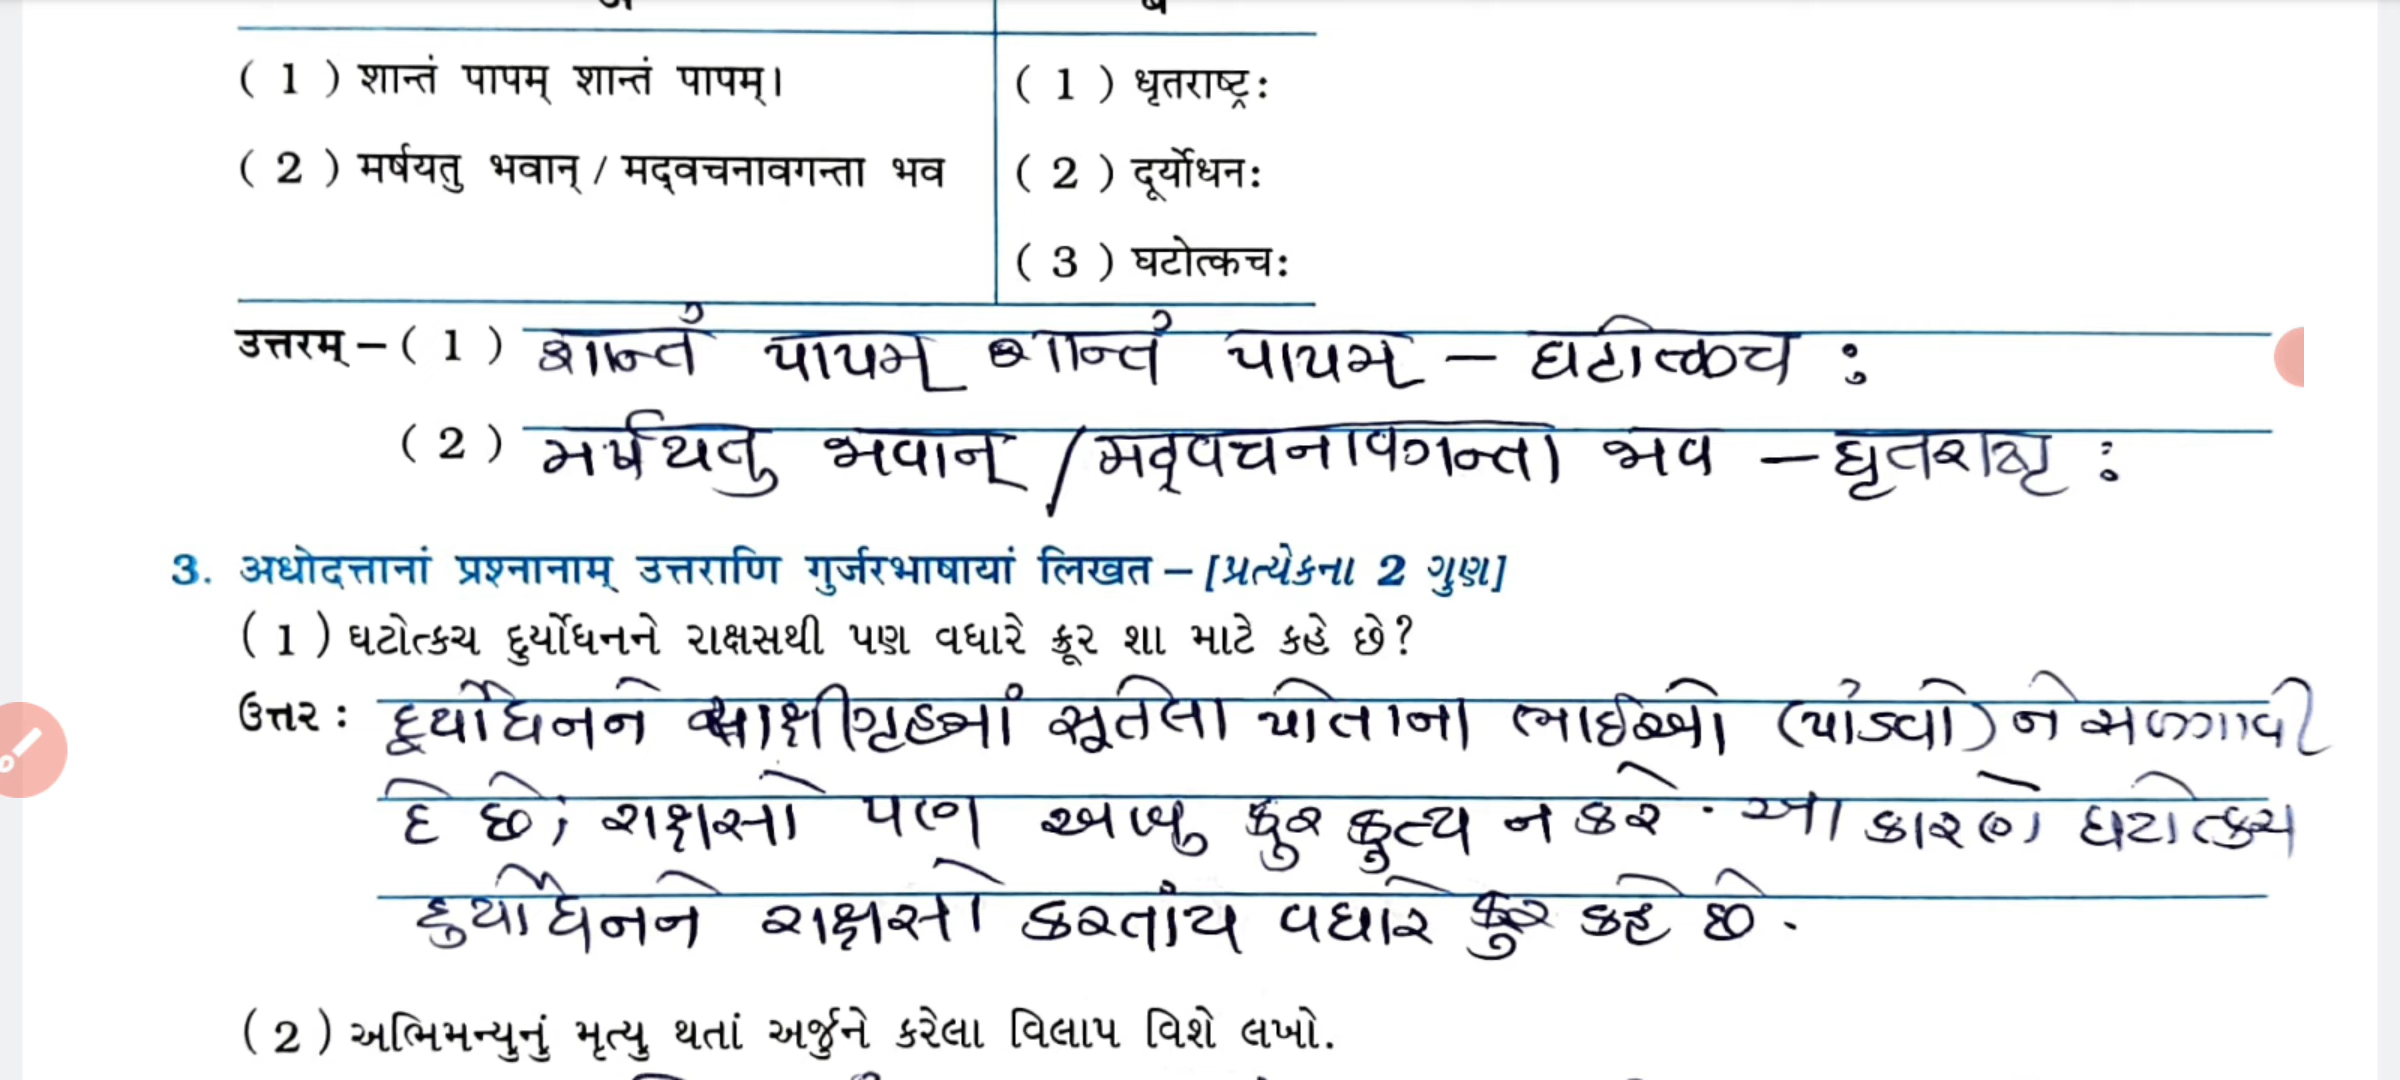 अ ब
( 1 ) शान्तं पापम् शान्तं पापम्। ( 1 ) धृतराष्ट्रः
( 2 ) मर्षयतु भवान् / मद्वचनावगन्ता भव ( 2 ) दूर्योधनः
( 3 ) घटोत्कचः
उत्तरम् – ( 1 ) शान्तं पापम् शान्तं पापम् – घटोत्कच :
( 2 ) मर्षयतु भवान् / मद्वचनावगन्ता भव – धृतराष्ट्र :
3. अधोदत्तानां प्रश्नानाम् उत्तराणि गुर्जरभाषायां लिखत – [પ્રત્યેકના 2 ગુણ]
( 1 ) ઘટોત્કચ દુર્યોધનને રાક્ષસથી પણ વધારે ક્રૂર શા માટે કહે છે?
ઉત્તર : દૂર્યોધનને સૂતેલા પોતાના ભાઈઓ (પાંડવો) ને સળગાવી
દે છે; રાક્ષસો પણ આવુ ક્રુર કૃત્ય ન કરે. આ કારણે ઘટોત્કચ
દુર્યોધનને રાક્ષસો કરતાંય વધારે ક્રુર કહે છે.
( 2 ) અભિમન્યુનું મૃત્યુ થતાં અર્જુને કરેલા વિલાપ વિશે લખો.